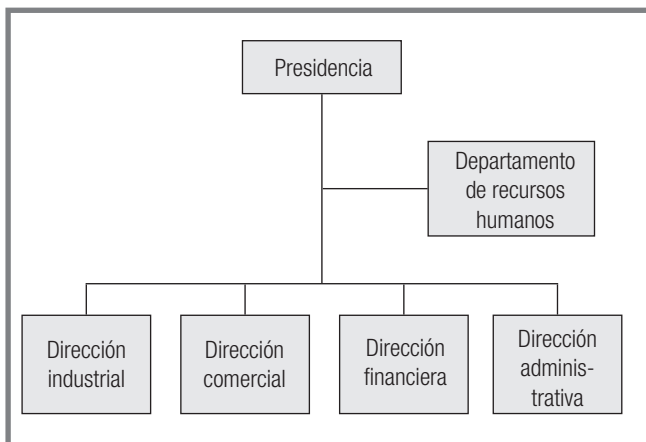 Presidencia
Departamento
de recursos
humanos
Dirección
industrial
Dirección
comercial
Dirección
financiera
Dirección
adminis-
trativa